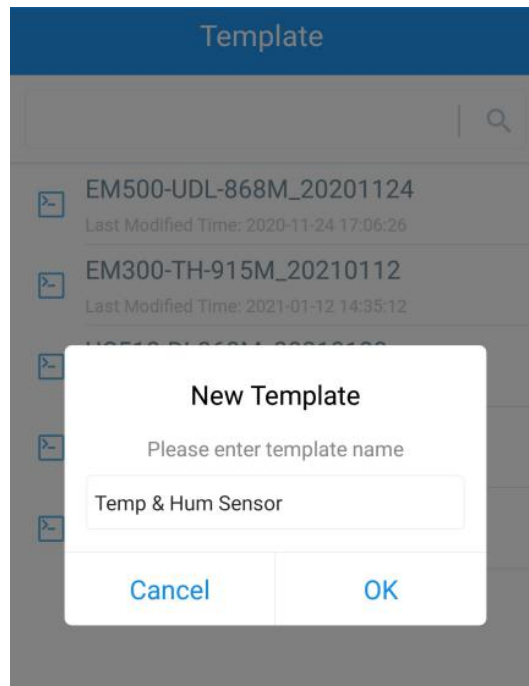 Template
EM500-UDL-868M_20201124
Last Modified Time: 2020-11-24 17:06:26
EM300-TH-915M_20210112
Last Modified Time: 2021-01-12 14:35:12
New Template
Please enter template name
Temp & Hum Sensor
Cancel
OK